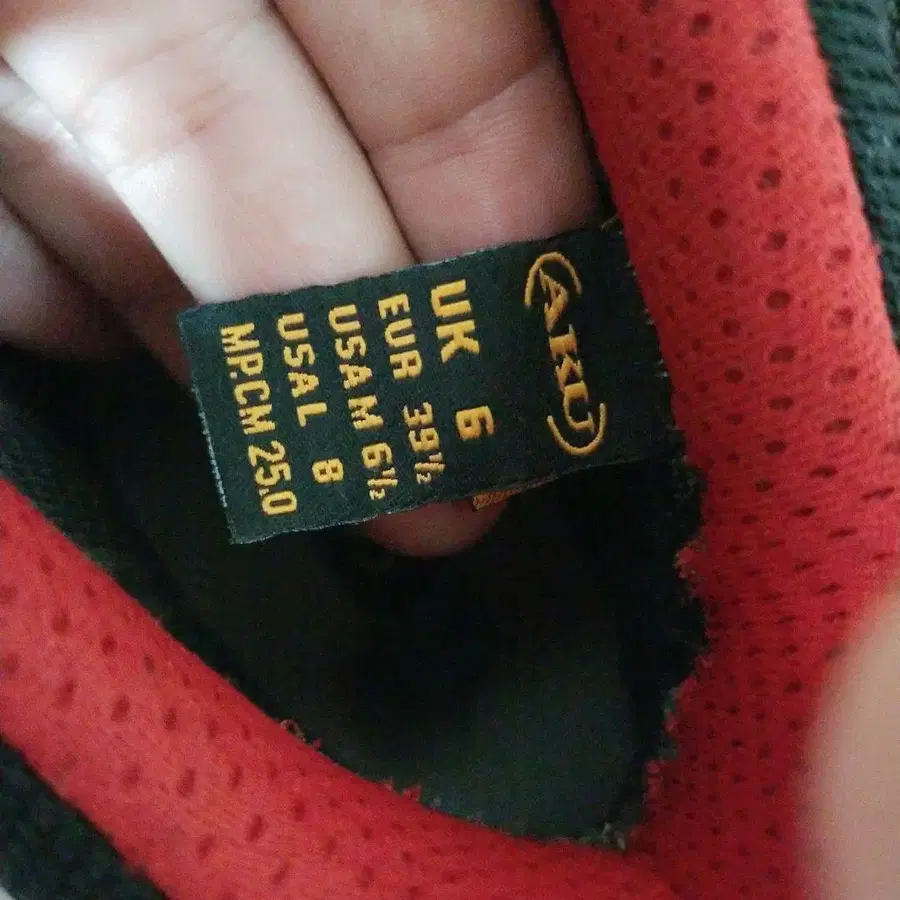 AKU
UK 6
EUR 39½
USA M 6½
USA L 8
MP.CM 25.0